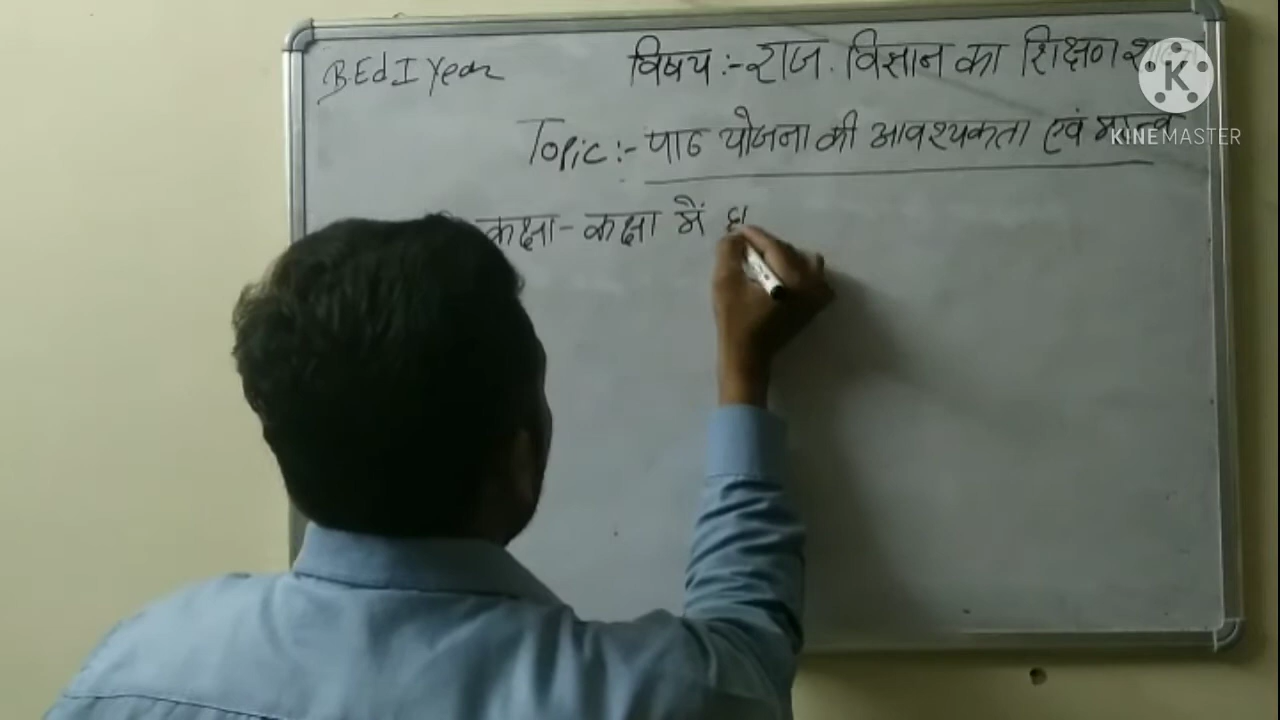 B.Ed I Year
विषय :- राज. विज्ञान का शिक्षण
K
KINEMASTER
Topic :- पाठ योजना की आवश्यकता एवं महत्व
कक्षा - कक्षा में